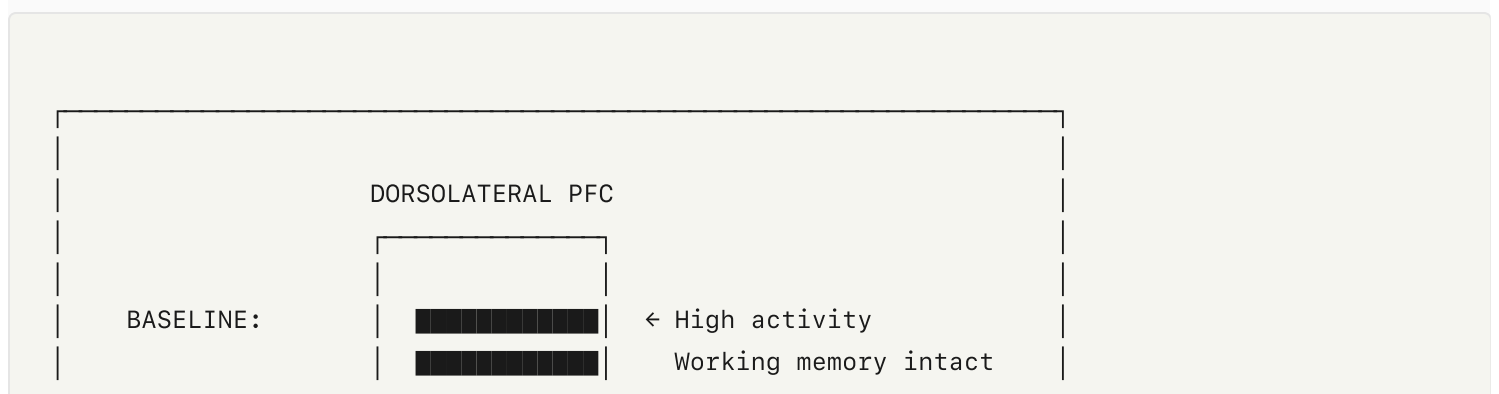 DORSOLATERAL PFC
BASELINE: ← High activity
Working memory intact